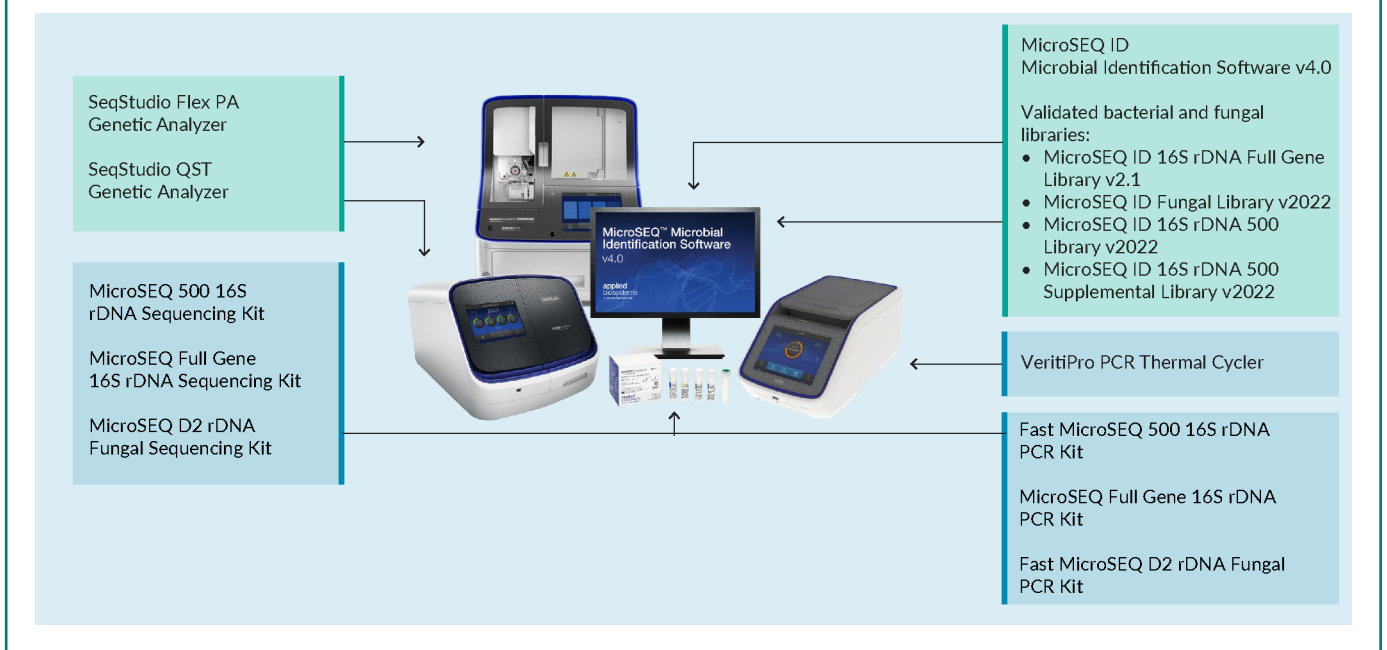 SeqStudio Flex PA
Genetic Analyzer
SeqStudio QST
Genetic Analyzer
MicroSEQ 500 16S
rDNA Sequencing Kit
MicroSEQ Full Gene
16S rDNA Sequencing Kit
MicroSEQ D2 rDNA
Fungal Sequencing Kit
MicroSEQ™ Microbial
Identification Software
v4.0
applied
biosystems
MicroSEQ ID
Microbial Identification Software v4.0
Validated bacterial and fungal
libraries:
• MicroSEQ ID 16S rDNA Full Gene
Library v2.1
• MicroSEQ ID Fungal Library v2022
• MicroSEQ ID 16S rDNA 500
Library v2022
• MicroSEQ ID 16S rDNA 500
Supplemental Library v2022
VeritiPro PCR Thermal Cycler
Fast MicroSEQ 500 16S rDNA
PCR Kit
MicroSEQ Full Gene 16S rDNA
PCR Kit
Fast MicroSEQ D2 rDNA Fungal
PCR Kit